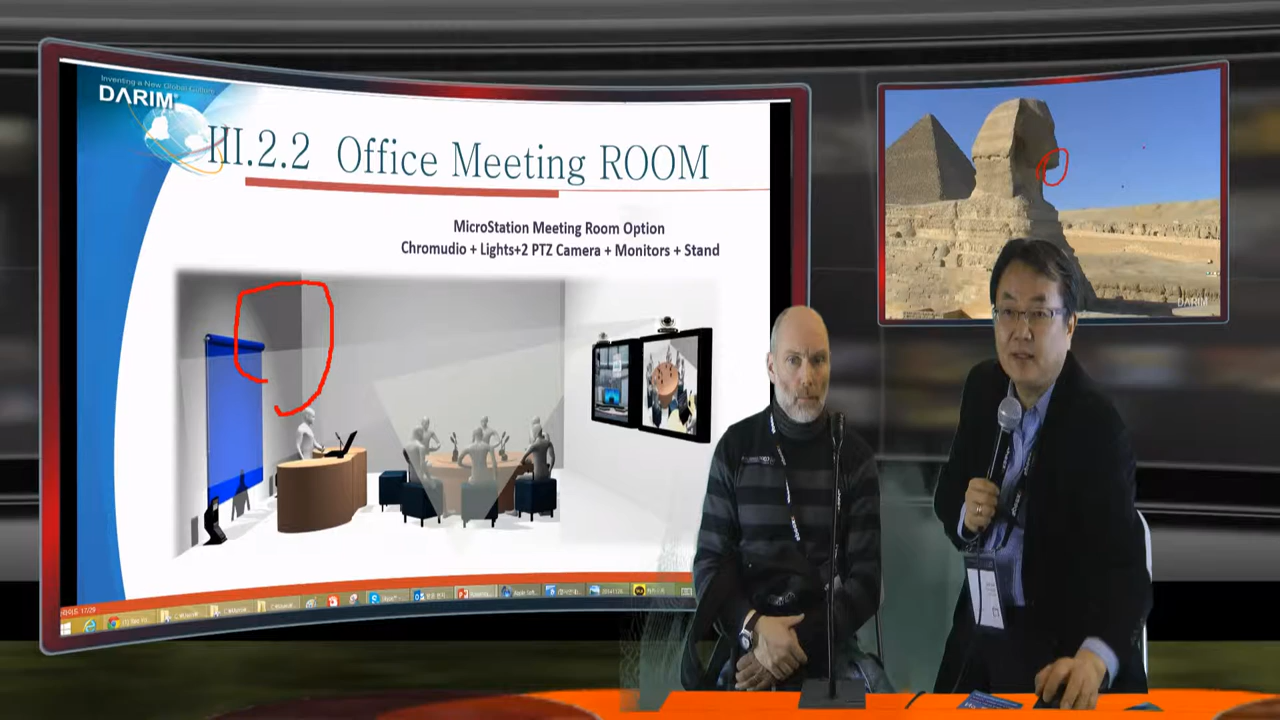 Inventing a New Global Culture
DARIM
III.2.2 Office Meeting ROOM
MicroStation Meeting Room Option
Chromudio + Lights+2 PTZ Camera + Monitors + Stand
DARIM